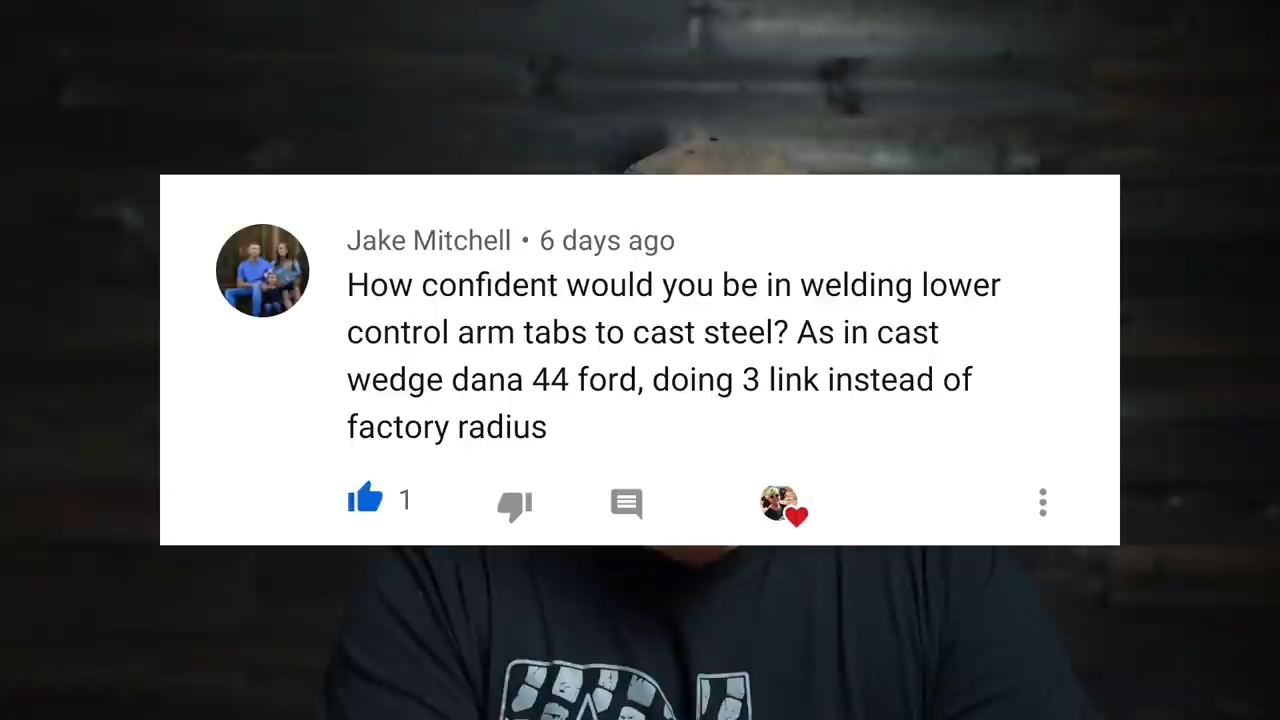 Jake Mitchell • 6 days ago
How confident would you be in welding lower
control arm tabs to cast steel? As in cast
wedge dana 44 ford, doing 3 link instead of
factory radius
1